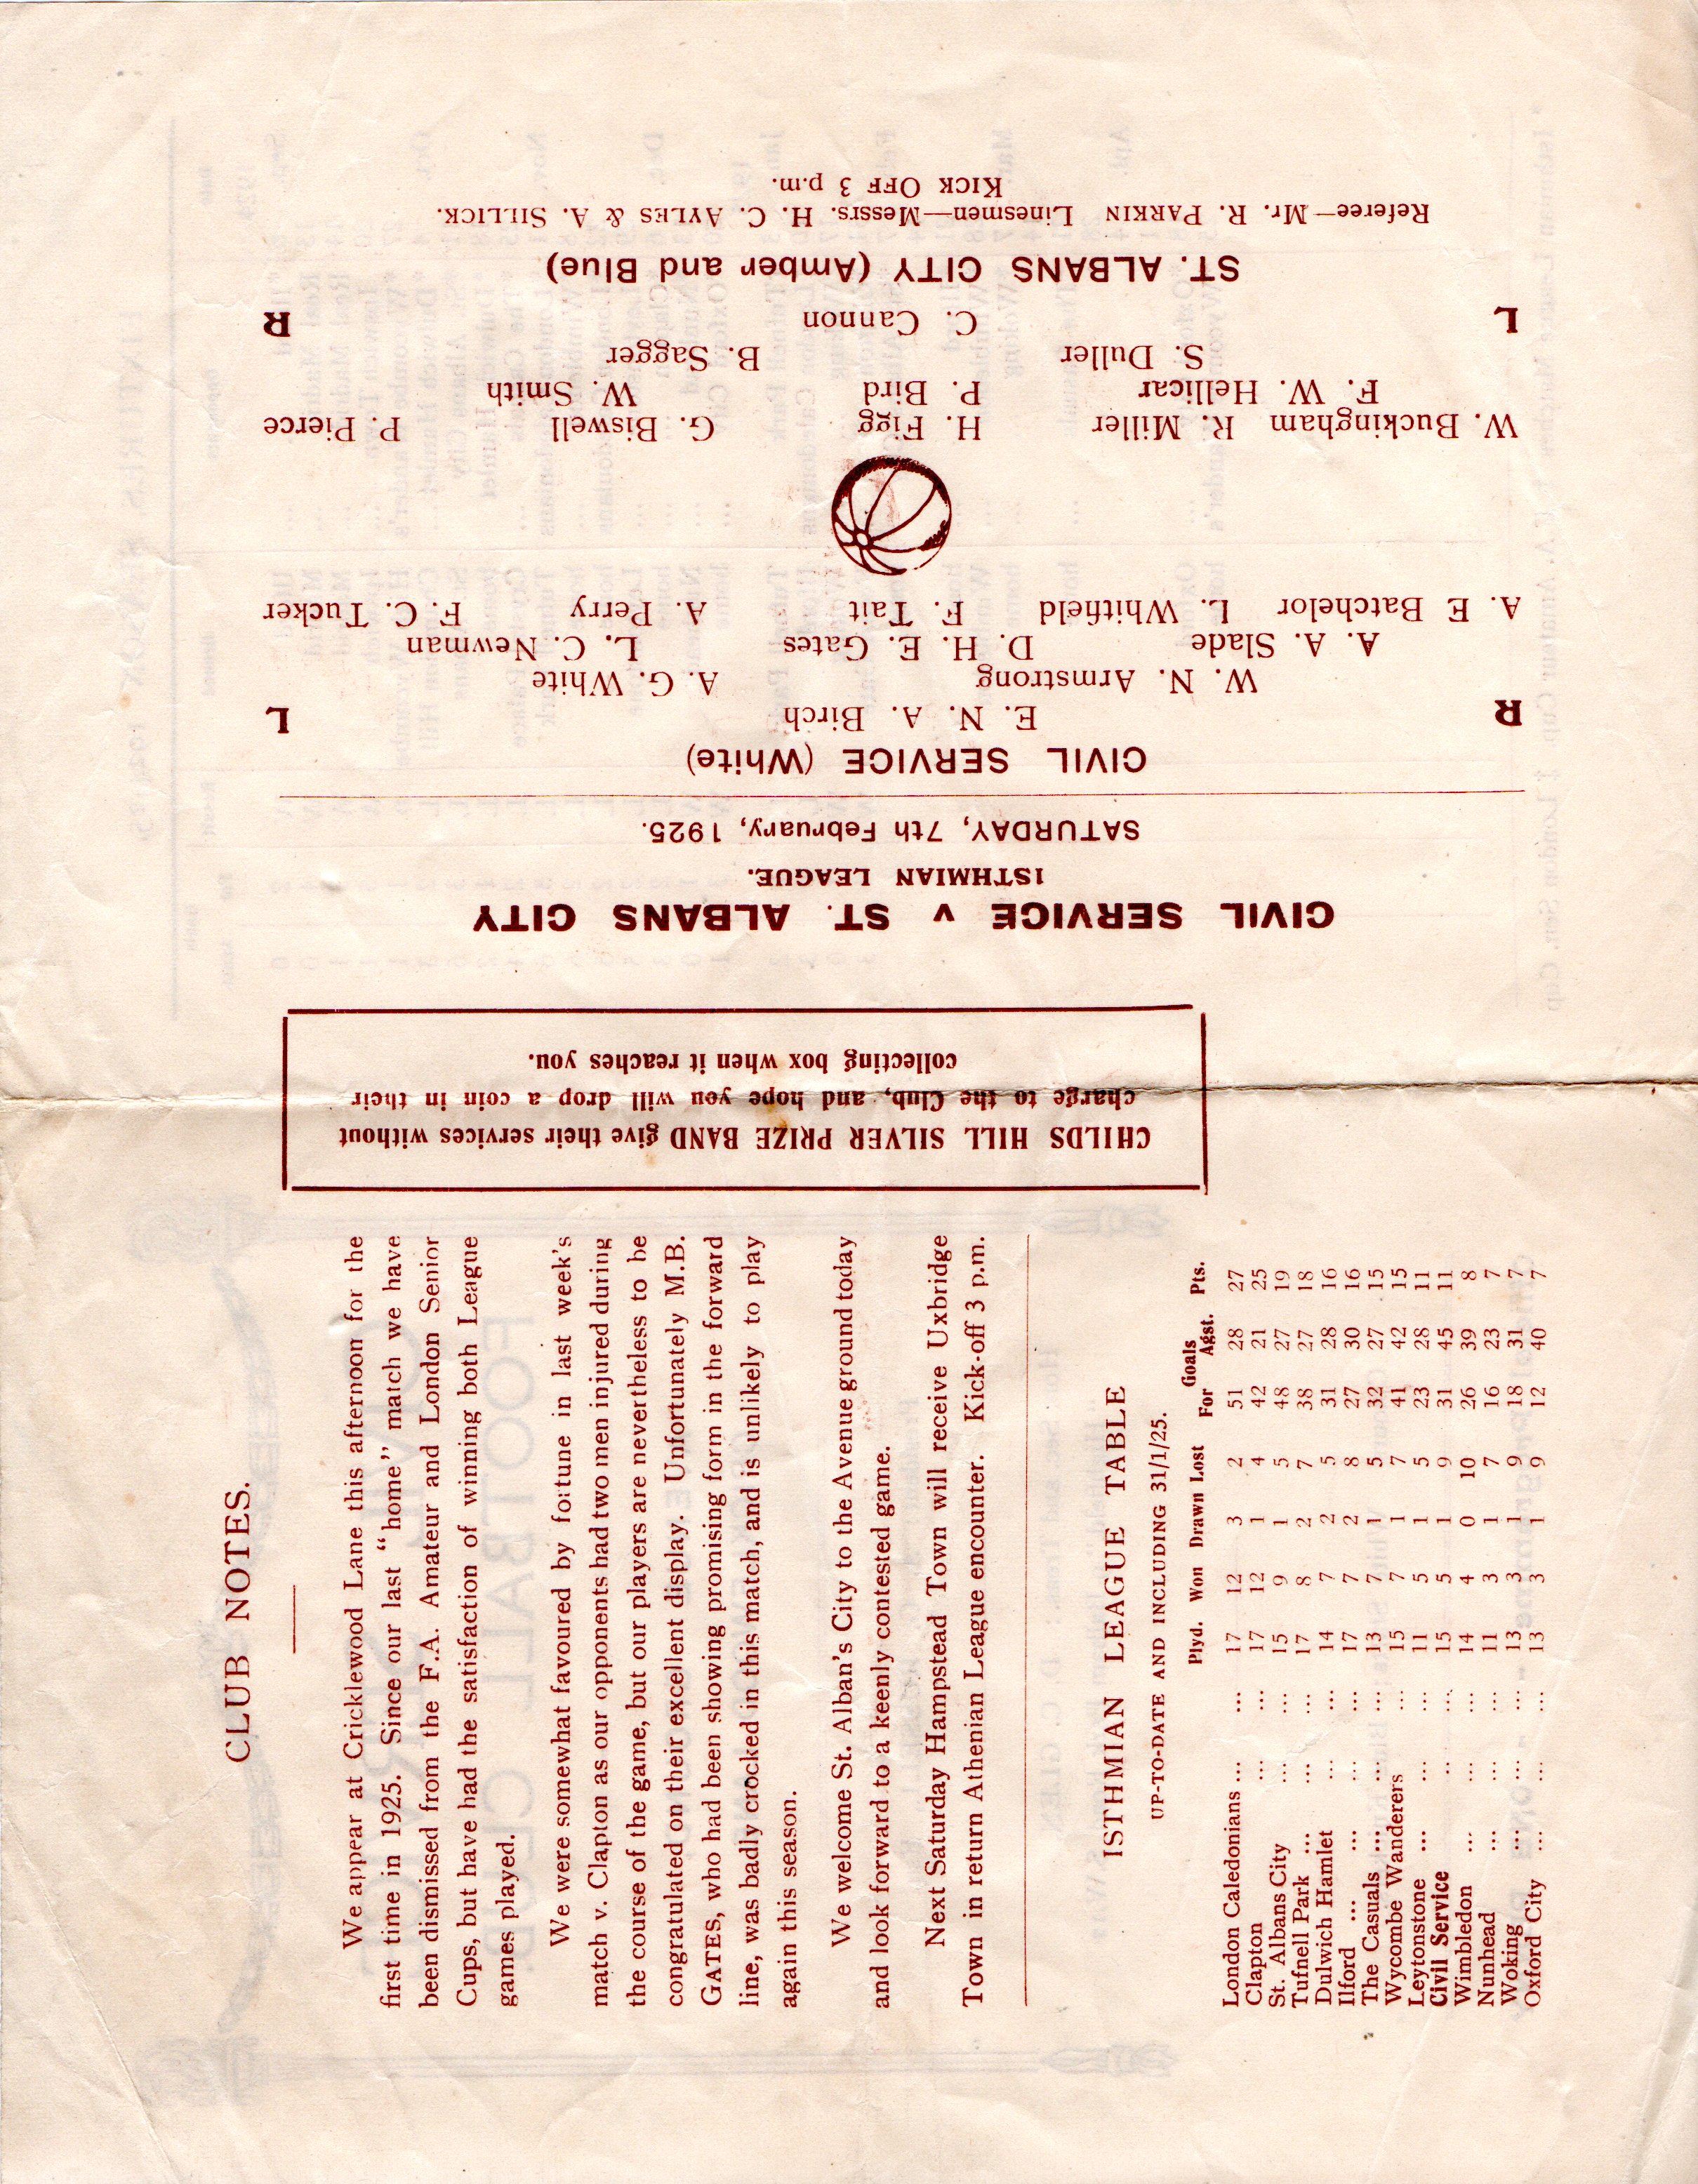 CIVIL SERVICE v ST. ALBANS CITY
ISTHMIAN LEAGUE.
SATURDAY, 7th February, 1925.
CIVIL SERVICE (White)
R E. N. A. Birch L
W. N. Armstrong A. G. White
A. A. Slade D. H. E. Gates L. C. Newman
A. E Batchelor L. Whitfield F. Tait A. Perry F. C. Tucker
W. Buckingham R. Miller H. Figg G. Biswell P. Pierce
F. W. Hellicar P. Bird W. Smith
S. Duller B. Sagger
L C. Cannon R
ST. ALBANS CITY (Amber and Blue)
Referee—Mr. R. PARKIN Linesmen—Messrs. H. C. AYLES & A. SILLICK.
KICK OFF 3 p.m.
CHILDS HILL SILVER PRIZE BAND give their services without
charge to the Club, and hope you will drop a coin in their
collecting box when it reaches you.
CLUB NOTES.
We appear at Cricklewood Lane this afternoon for the
first time in 1925. Since our last “home” match we have
been dismissed from the F.A. Amateur and London Senior
Cups, but have had the satisfaction of winning both League
games played.
We were somewhat favoured by fortune in last week's
match v. Clapton as our opponents had two men injured during
the course of the game, but our players are nevertheless to be
congratulated on their excellent display. Unfortunately M.B.
GATES, who had been showing promising form in the forward
line, was badly crocked in this match, and is unlikely to play
again this season.
We welcome St. Alban's City to the Avenue ground today
and look forward to a keenly contested game.
Next Saturday Hampstead Town will receive Uxbridge
Town in return Athenian League encounter. Kick-off 3 p.m.
ISTHMIAN LEAGUE TABLE
UP-TO-DATE AND INCLUDING 31/1/25.
Goals
Plyd. Won Drawn Lost For Agst. Pts.
London Caledonians ... ... 17 12 3 2 51 28 27
Clapton ... ... 17 12 1 4 42 21 25
St. Albans City ... ... 15 9 1 5 48 27 19
Tufnell Park ... ... ... 17 8 2 7 38 27 18
Dulwich Hamlet ... ... 14 7 2 5 31 28 16
Ilford ... ... ... ... 17 7 2 8 27 30 16
The Casuals ... ... ... 13 7 1 5 32 27 15
Wycombe Wanderers ... 15 7 1 7 41 42 15
Leytonstone ... ... ... 11 5 1 5 23 28 11
Civil Service .. ... 15 5 1 9 31 45 11
Wimbledon ... ... ... 14 4 0 10 26 39 8
Nunhead ... ... ... 11 3 1 7 16 23 7
Woking ... ... ... 13 3 1 9 18 31 7
Oxford City ... ... ... 13 3 1 9 12 40 7